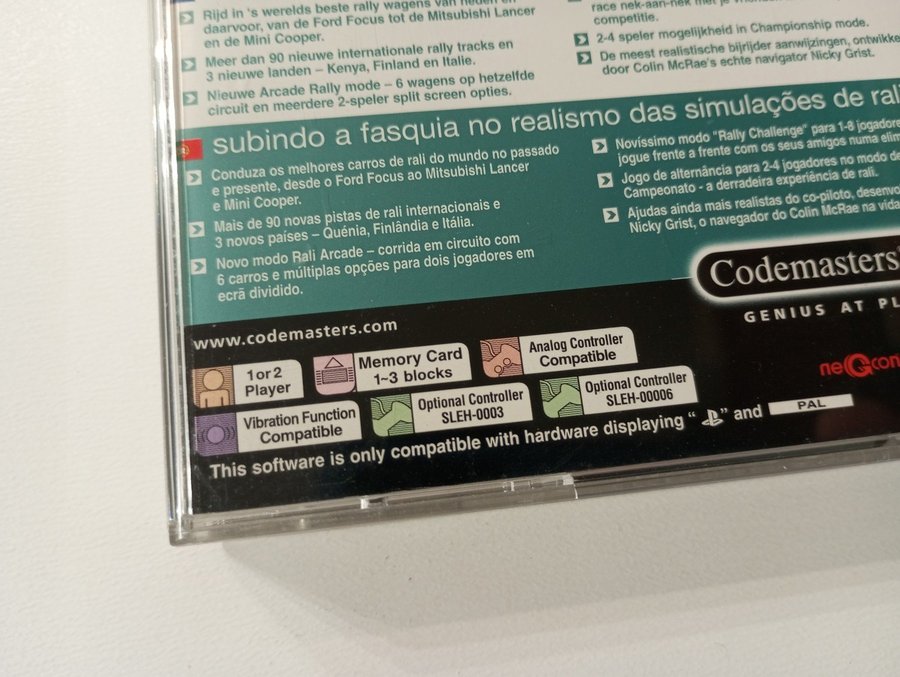 Rijd in 's werelds beste rally wagens van heden en
daarvoor, van de Ford Focus tot de Mitsubishi Lancer
en de Mini Cooper.
Meer dan 90 nieuwe internationale rally tracks en
3 nieuwe landen – Kenya, Finland en Italie.
Nieuwe Arcade Rally mode – 6 wagens op hetzelfde
circuit en meerdere 2-speler split screen opties.
race nek-aan-nek met je
competitie.
2-4 speler mogelijkheid in Championship mode.
De meest realistische bijrijder aanwijzingen, ontwikke
door Colin McRae's echte navigator Nicky Grist.
subindo a fasquia no realismo das simulações de rali
Conduza os melhores carros de rali do mundo no passado
e presente, desde o Ford Focus ao Mitsubishi Lancer
e Mini Cooper.
Mais de 90 novas pistas de rali internacionais e
3 novos países – Quénia, Finlândia e Itália.
Novo modo Rali Arcade – corrida em circuito com
6 carros e múltiplas opções para dois jogadores em
ecrã dividido.
Novíssimo modo "Rally Challenge" para 1-8 jogadore
jogue frente a frente com os seus amigos numa elim
Jogo de alternância para 2-4 jogadores no modo de
Campeonato - a derradeira experiência de rali.
Ajudas ainda mais realistas do co-piloto, desenvo
Nicky Grist, o navegador do Colin McRae na vida
Codemasters
GENIUS AT PL
www.codemasters.com
1 or 2
Player
Memory Card
1~3 blocks
Analog Controller
Compatible
neGcon
Vibration Function
Compatible
Optional Controller
SLEH-0003
Optional Controller
SLEH-00006
This software is only compatible with hardware displaying " " and PAL